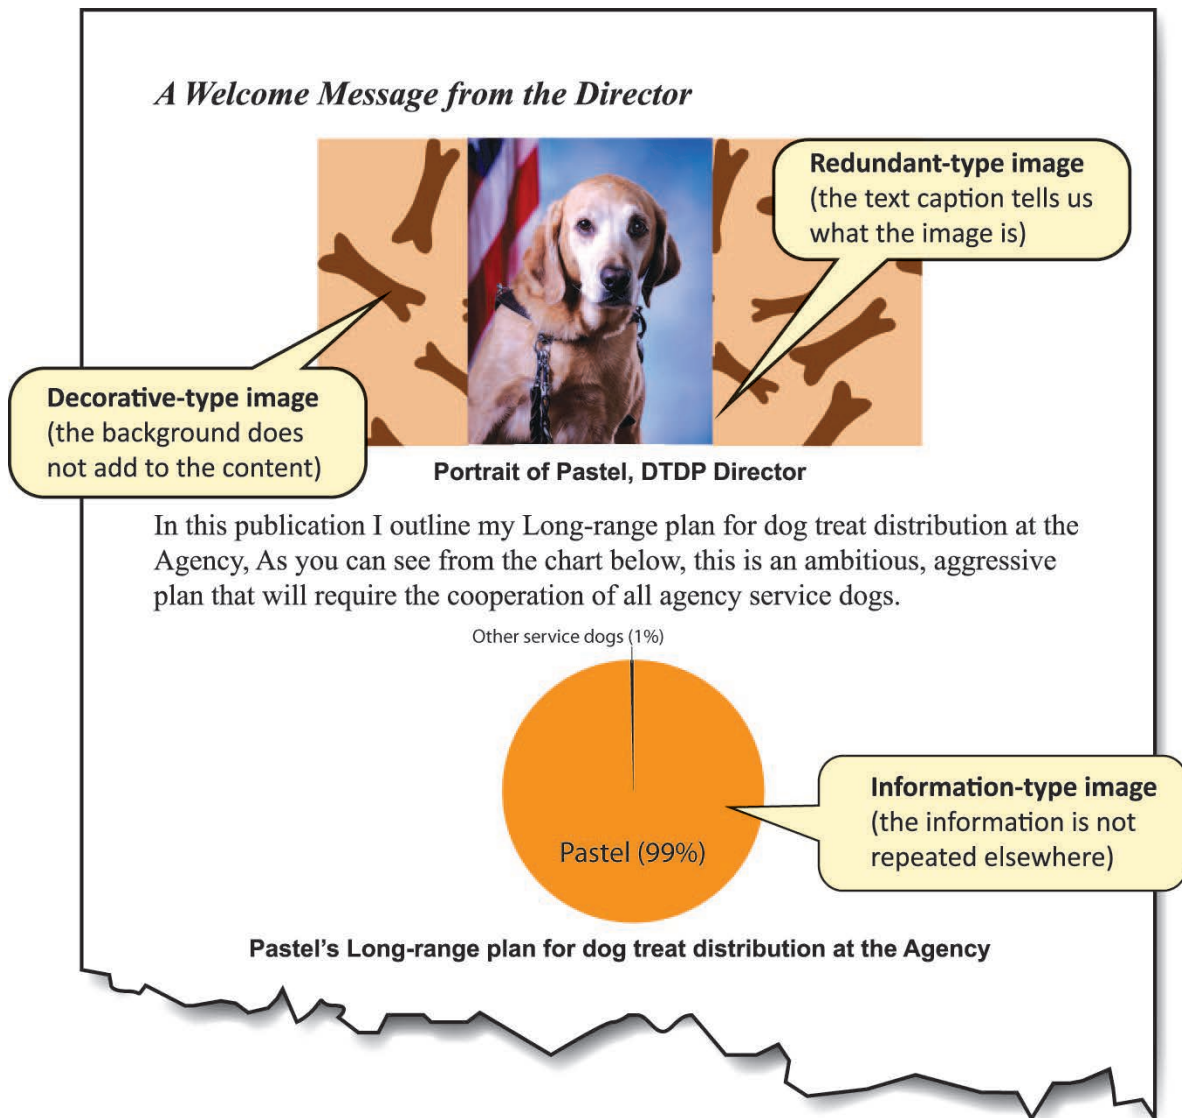 A Welcome Message from the Director
Redundant-type image
(the text caption tells us
what the image is)
Decorative-type image
(the background does
not add to the content)
Portrait of Pastel, DTDP Director
In this publication I outline my Long-range plan for dog treat distribution at the
Agency, As you can see from the chart below, this is an ambitious, aggressive
plan that will require the cooperation of all agency service dogs.
Other service dogs (1%)
Pastel (99%)
Information-type image
(the information is not
repeated elsewhere)
Pastel’s Long-range plan for dog treat distribution at the Agency